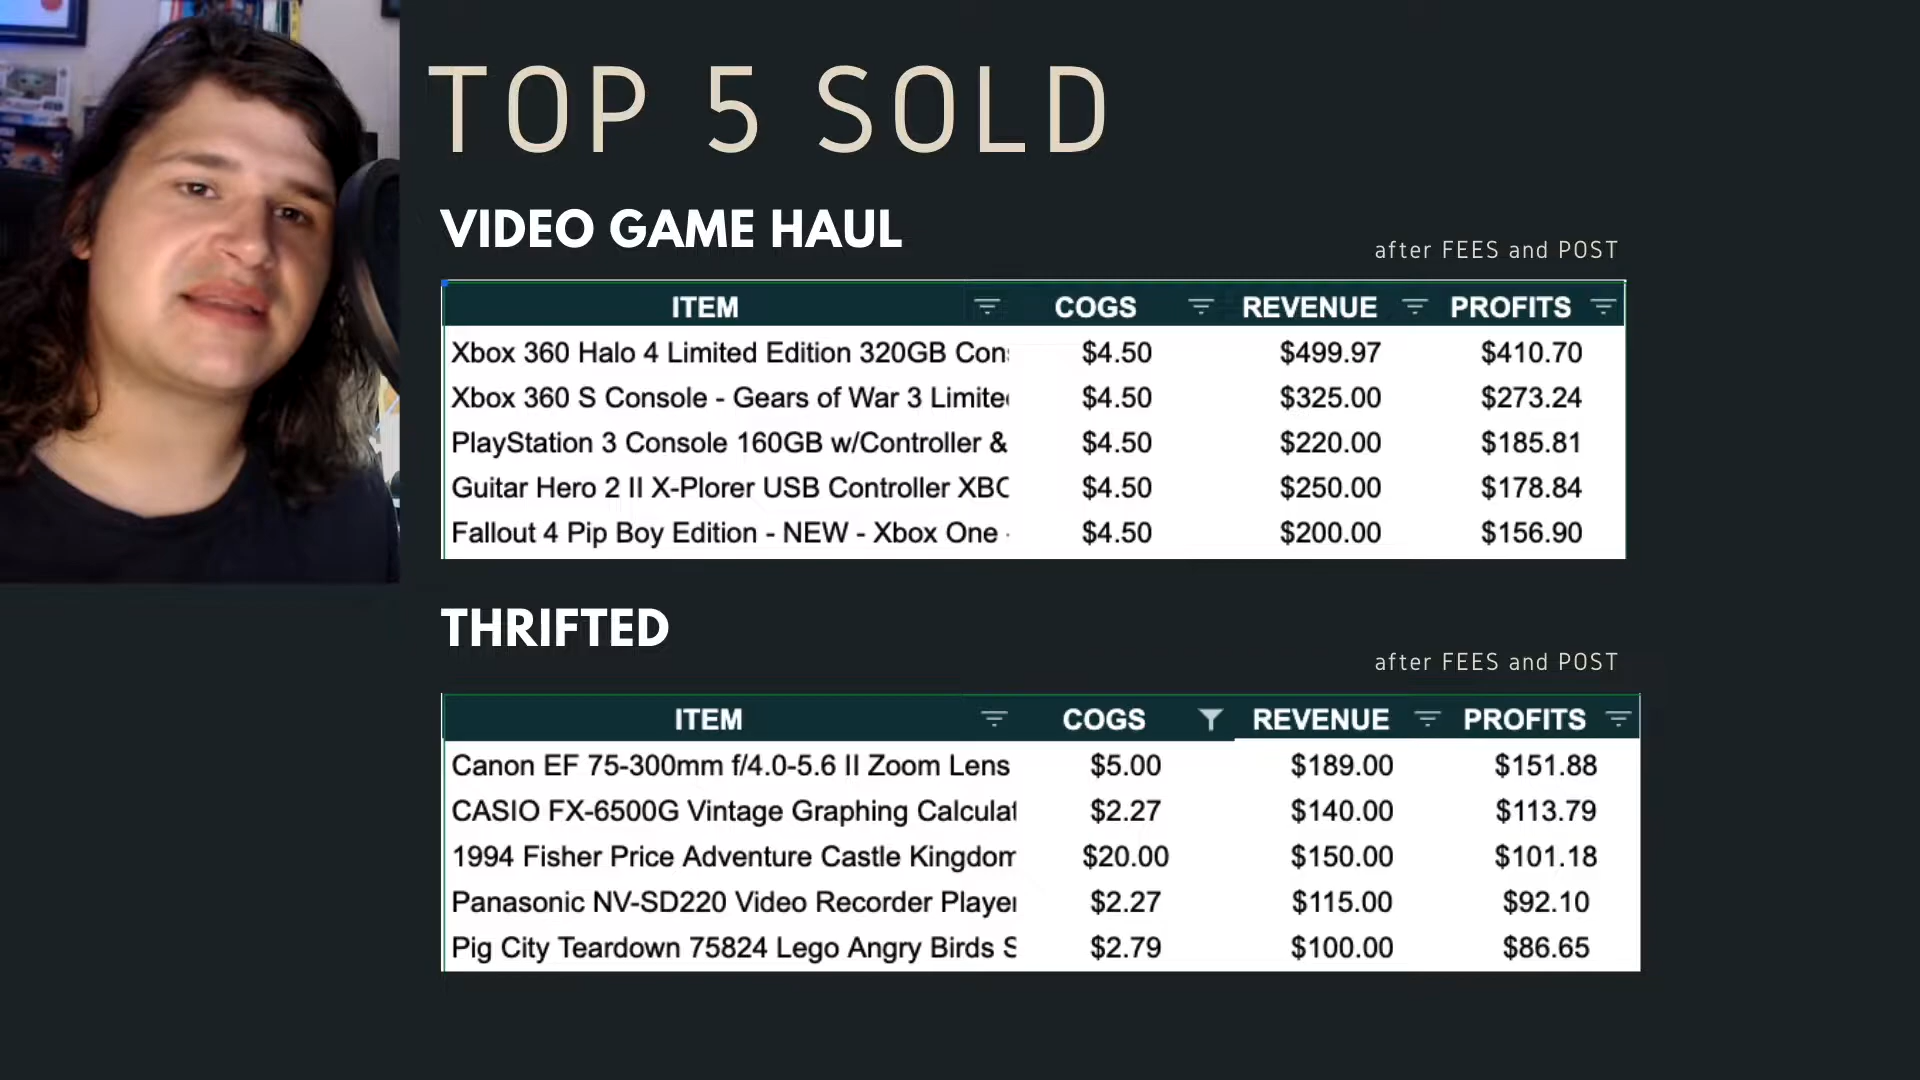 TOP 5 SOLD
VIDEO GAME HAUL
after FEES and POST
ITEM COGS REVENUE PROFITS
Xbox 360 Halo 4 Limited Edition 320GB Con
$4.50 $499.97 $410.70
Xbox 360 S Console - Gears of War 3 Limite
$4.50 $325.00 $273.24
PlayStation 3 Console 160GB w/Controller &
$4.50 $220.00 $185.81
Guitar Hero 2 II X-Plorer USB Controller XBC
$4.50 $250.00 $178.84
Fallout 4 Pip Boy Edition - NEW - Xbox One
$4.50 $200.00 $156.90
THRIFTED
after FEES and POST
ITEM COGS REVENUE PROFITS
Canon EF 75-300mm f/4.0-5.6 II Zoom Lens
$5.00 $189.00 $151.88
CASIO FX-6500G Vintage Graphing Calculat
$2.27 $140.00 $113.79
1994 Fisher Price Adventure Castle Kingdom
$20.00 $150.00 $101.18
Panasonic NV-SD220 Video Recorder Player
$2.27 $115.00 $92.10
Pig City Teardown 75824 Lego Angry Birds S
$2.79 $100.00 $86.65